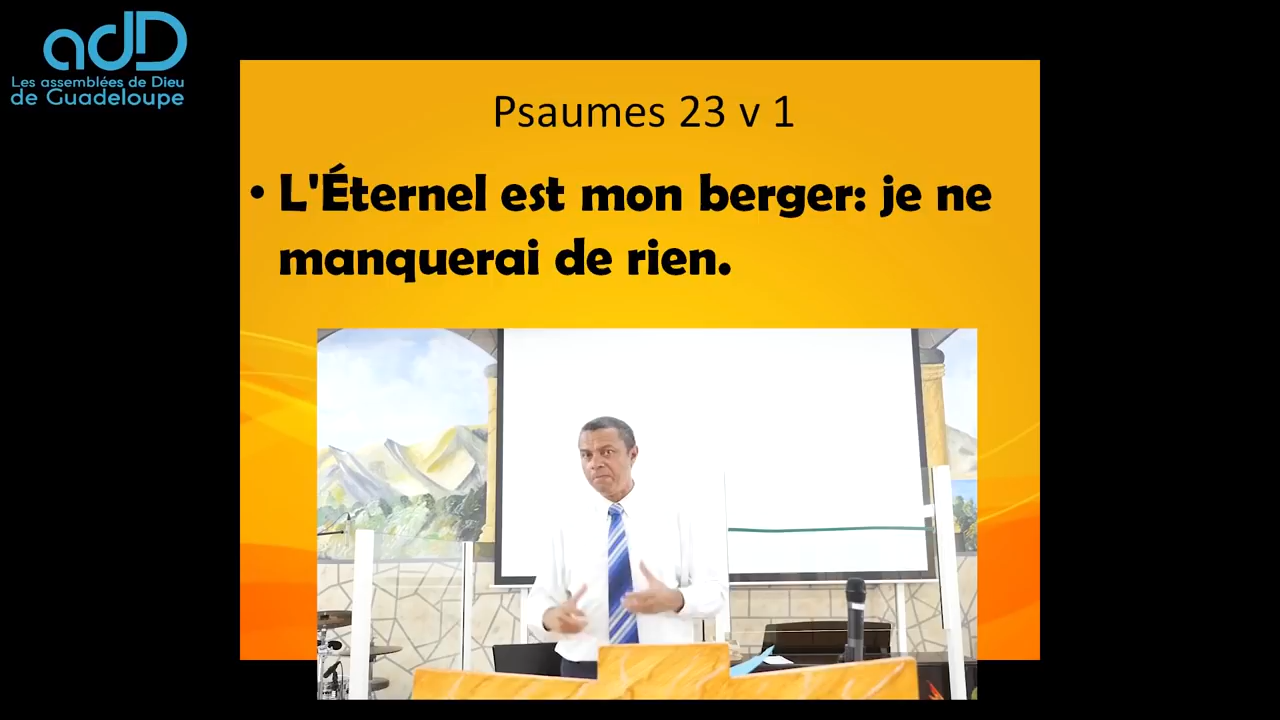 adD
Les assemblées de Dieu
de Guadeloupe
Psaumes 23 v 1
• L'Éternel est mon berger: je ne
manquerai de rien.